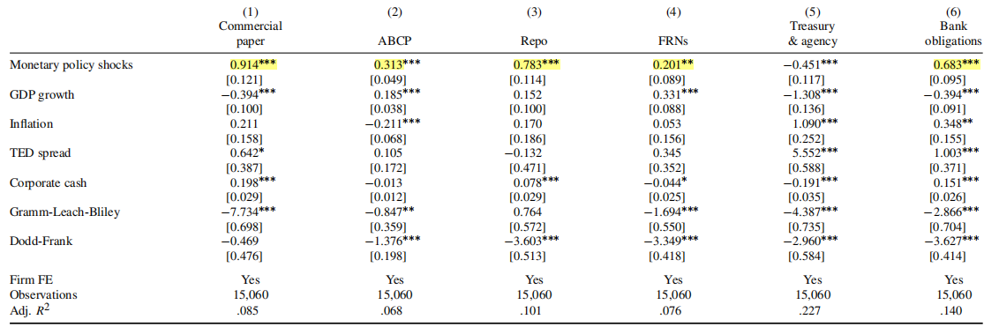 (1) (2) (3) (4) (5) (6)
Commercial Treasury Bank
paper ABCP Repo FRNs & agency obligations
Monetary policy shocks 0.914*** 0.313*** 0.783*** 0.201** −0.451*** 0.683***
[0.121] [0.049] [0.114] [0.089] [0.117] [0.095]
GDP growth −0.394*** 0.185*** 0.152 0.331*** −1.308*** −0.394***
[0.100] [0.038] [0.100] [0.088] [0.136] [0.091]
Inflation 0.211 −0.211*** 0.170 0.053 1.090*** 0.348**
[0.158] [0.068] [0.186] [0.156] [0.252] [0.155]
TED spread 0.642* 0.105 −0.132 0.345 5.552*** 1.003***
[0.387] [0.172] [0.471] [0.352] [0.588] [0.371]
Corporate cash 0.198*** −0.013 0.078*** −0.044* −0.191*** 0.151***
[0.029] [0.012] [0.029] [0.025] [0.035] [0.026]
Gramm-Leach-Bliley −7.734*** −0.847** 0.764 −1.694*** −4.387*** −2.866***
[0.698] [0.359] [0.572] [0.550] [0.735] [0.704]
Dodd-Frank −0.469 −1.376*** −3.603*** −3.349*** −2.960*** −3.627***
[0.476] [0.198] [0.513] [0.418] [0.584] [0.414]
Firm FE Yes Yes Yes Yes Yes Yes
Observations 15,060 15,060 15,060 15,060 15,060 15,060
Adj. R² .085 .068 .101 .076 .227 .140